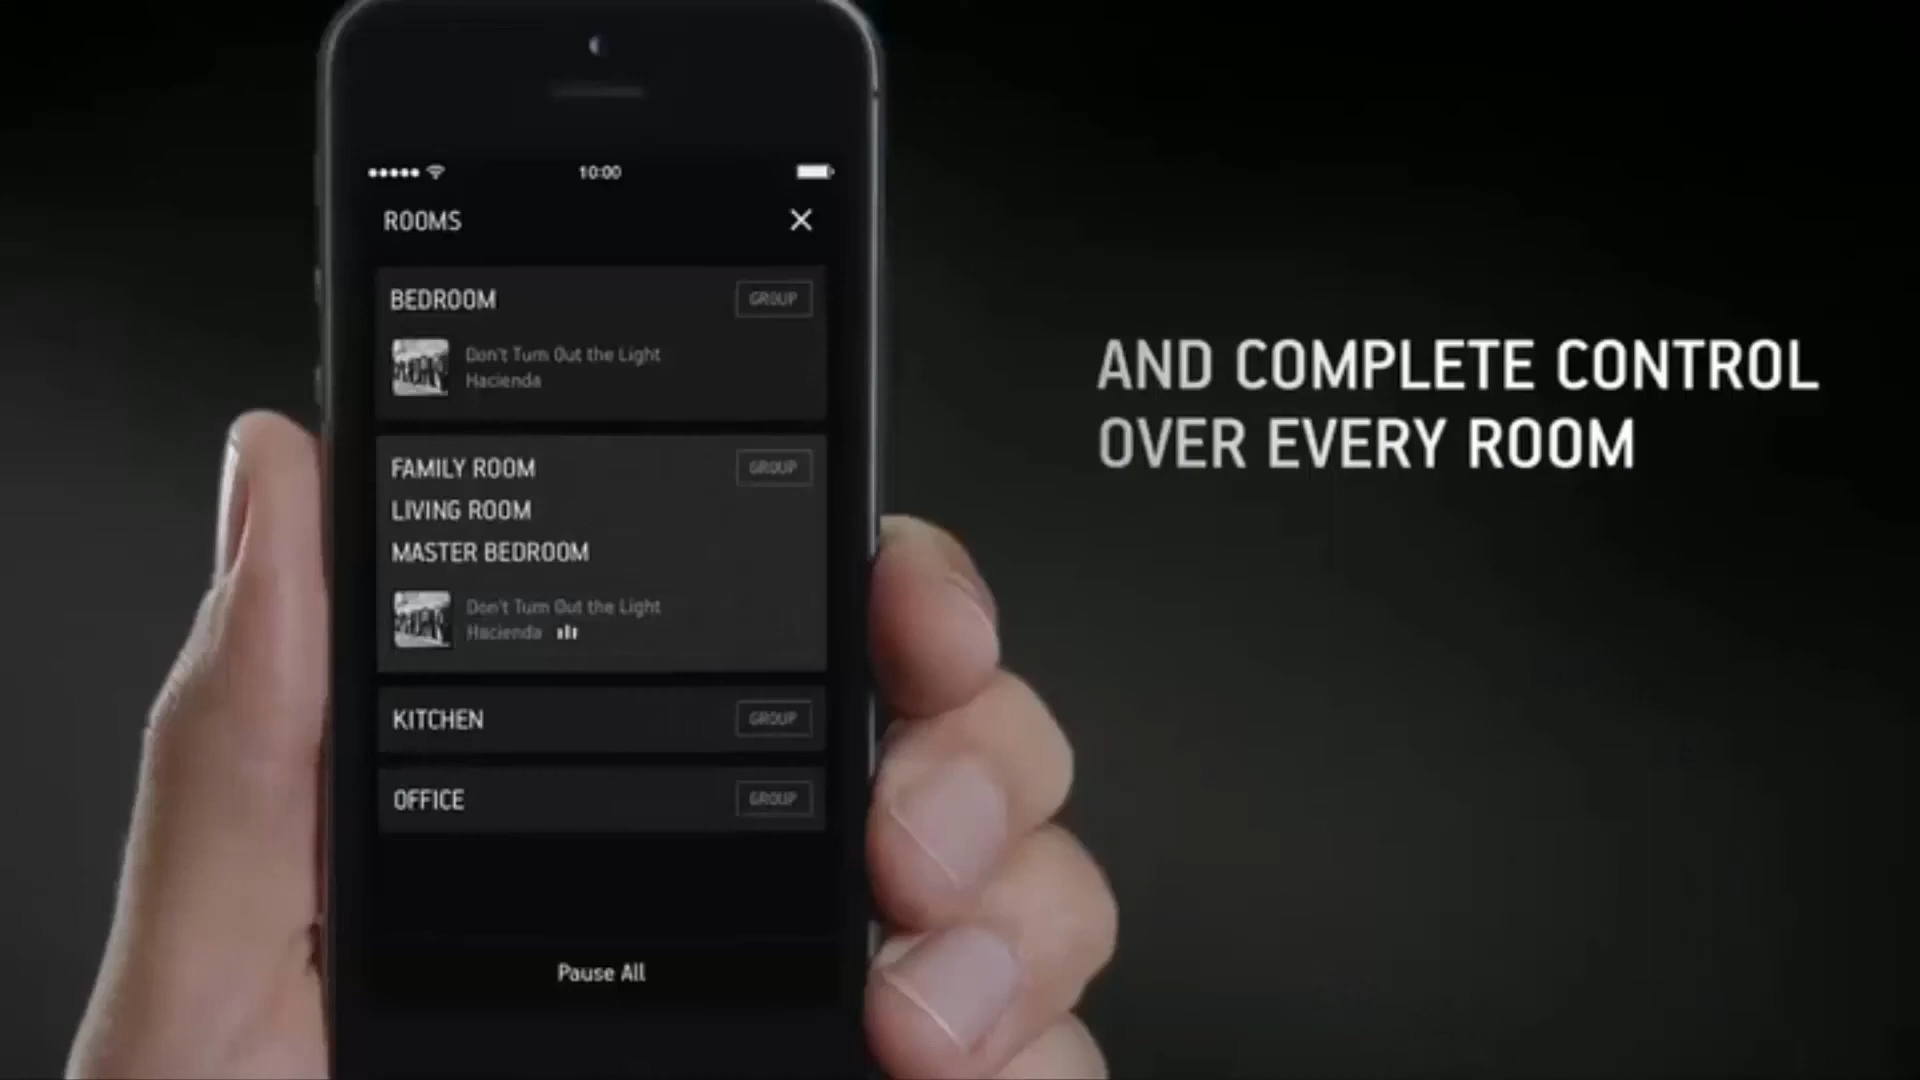 10:00
ROOMS
BEDROOM
GROUP
Don't Turn Out the Light
Hacienda
FAMILY ROOM
GROUP
LIVING ROOM
MASTER BEDROOM
Don't Turn Out the Light
Hacienda
KITCHEN
GROUP
OFFICE
GROUP
Pause All
AND COMPLETE CONTROL
OVER EVERY ROOM